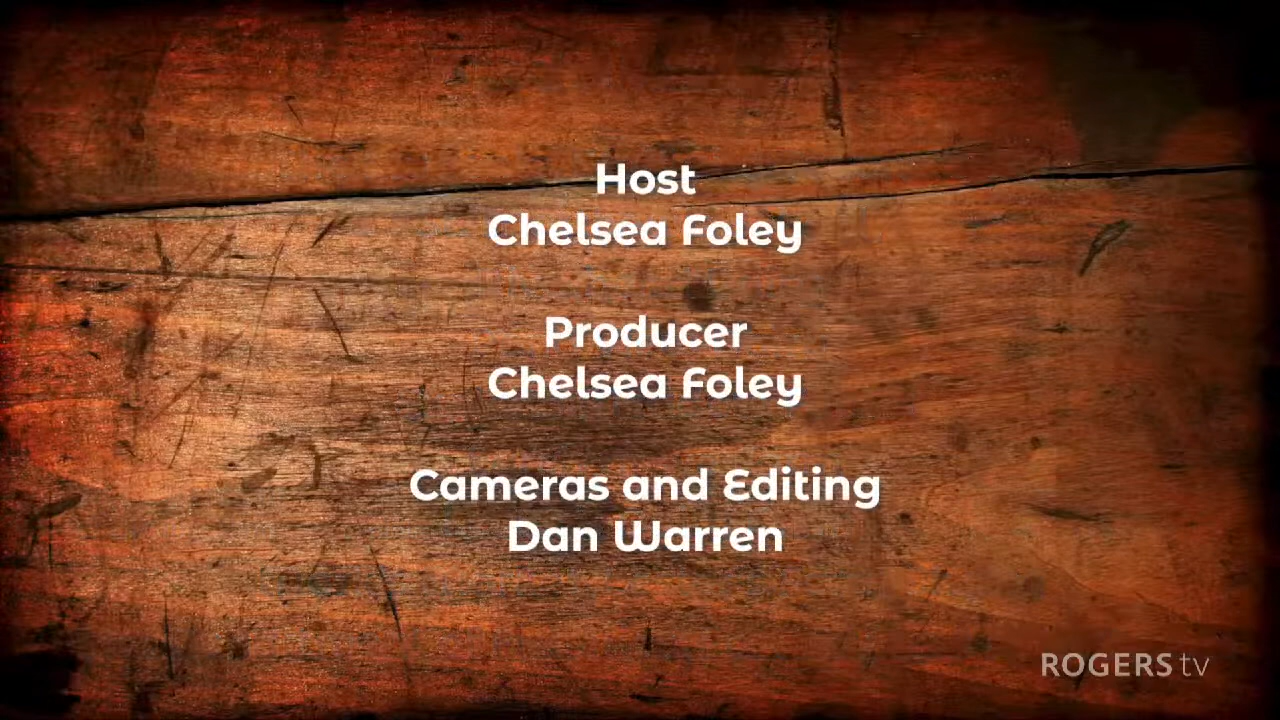 Host
Chelsea Foley
Producer
Chelsea Foley
Cameras and Editing
Dan Warren
ROGERS tv